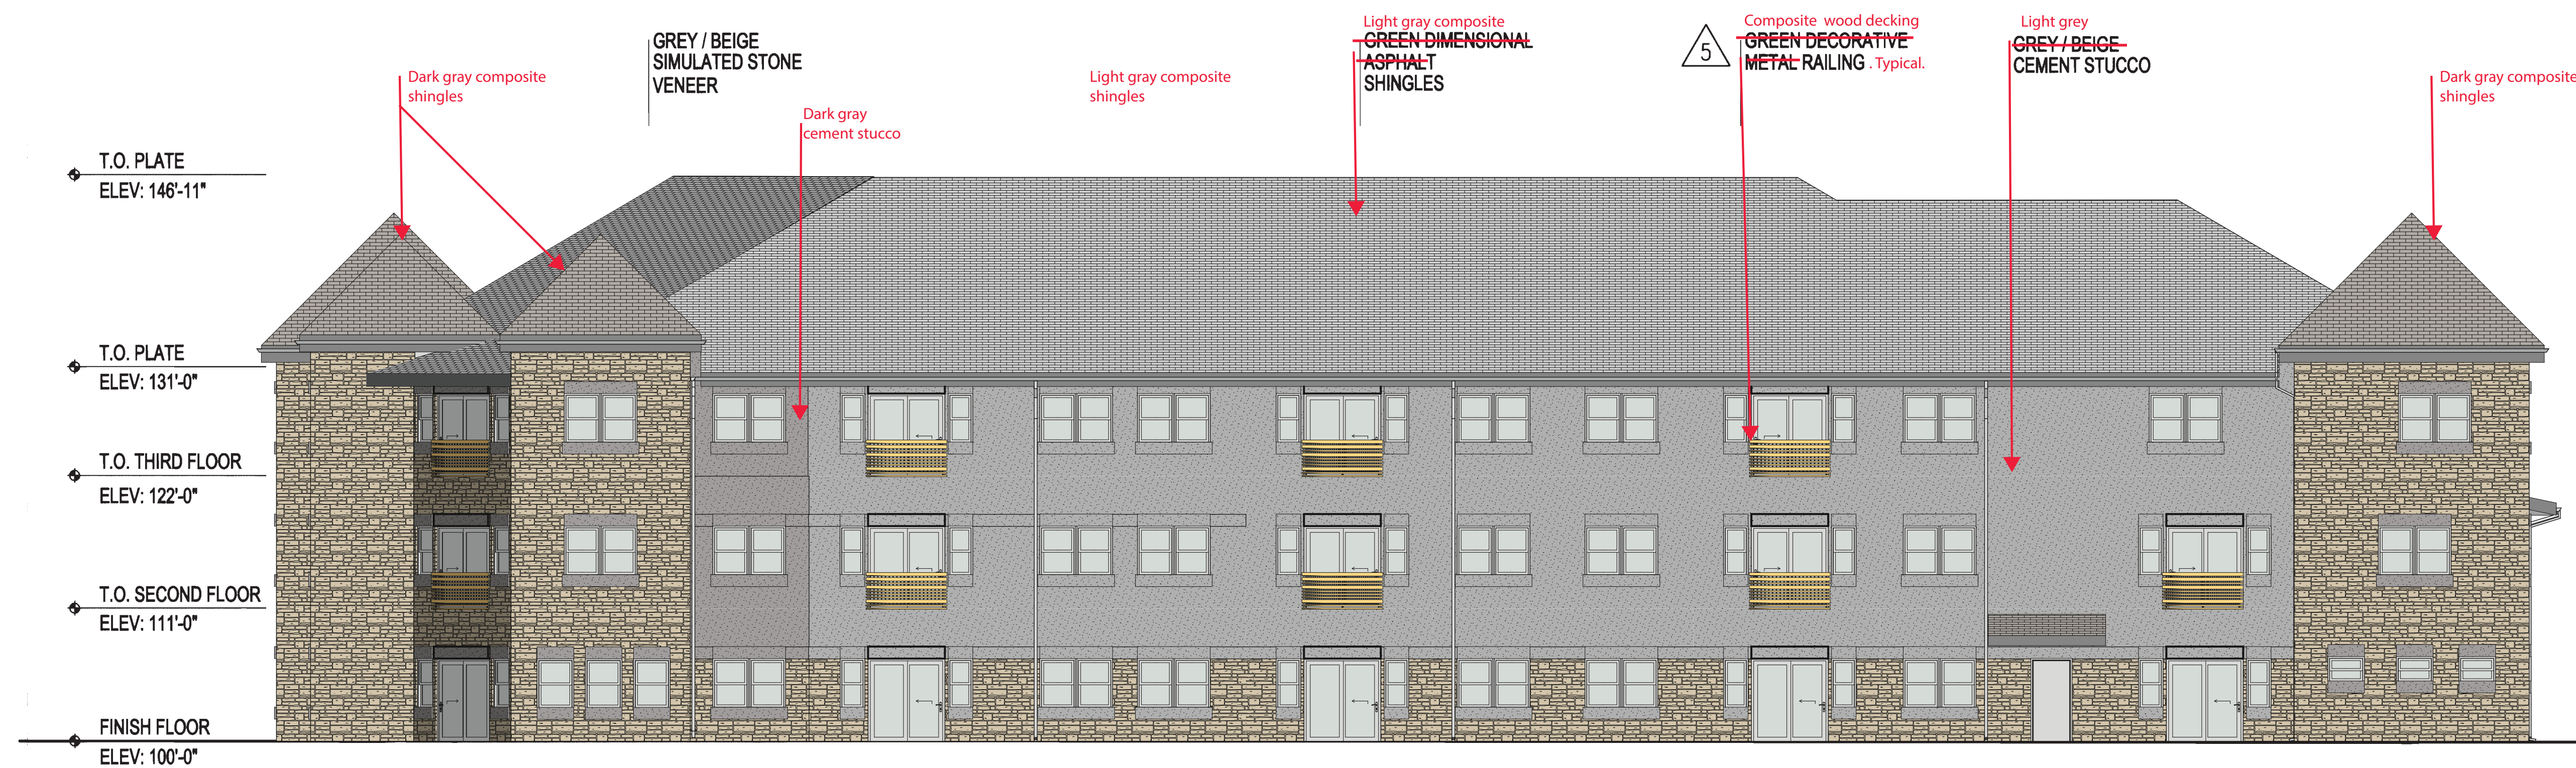 Dark gray composite
shingles
GREY / BEIGE
SIMULATED STONE
VENEER
Dark gray
cement stucco
Light gray composite
shingles
Light gray composite
GREEN DIMENSIONAL
ASPHALT
SHINGLES
5
Composite wood decking
GREEN DECORATIVE
METAL RAILING . Typical.
Light grey
GREY / BEIGE
CEMENT STUCCO
Dark gray composite
shingles
T.O. PLATE
ELEV: 146'-11"
T.O. PLATE
ELEV: 131'-0"
T.O. THIRD FLOOR
ELEV: 122'-0"
T.O. SECOND FLOOR
ELEV: 111'-0"
FINISH FLOOR
ELEV: 100'-0"